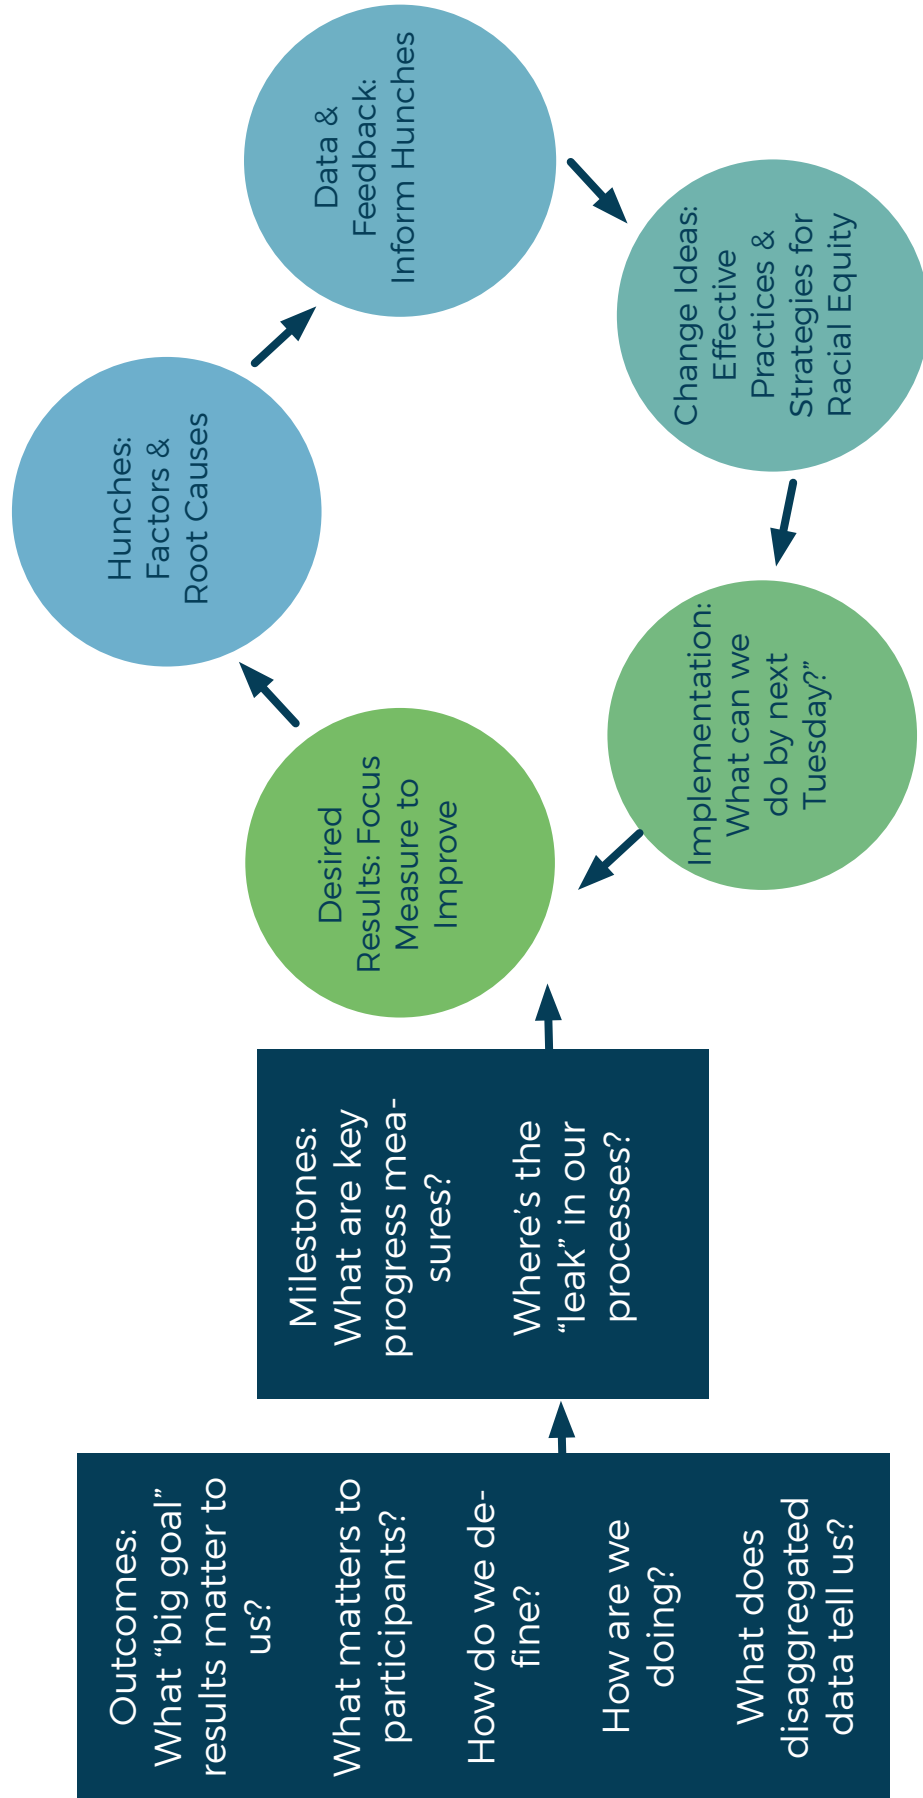 Outcomes:
What “big goal”
results matter to
us?
What matters to
participants?
How do we de-
fine?
How are we
doing?
What does
disaggregated
data tell us?
Milestones:
What are key
progress mea-
sures?
Where’s the
“leak” in our
processes?
Desired
Results: Focus
Measure to
Improve
Hunches:
Factors &
Root Causes
Data &
Feedback:
Inform Hunches
Change Ideas:
Effective
Practices &
Strategies for
Racial Equity
Implementation:
What can we
do by next
Tuesday?”